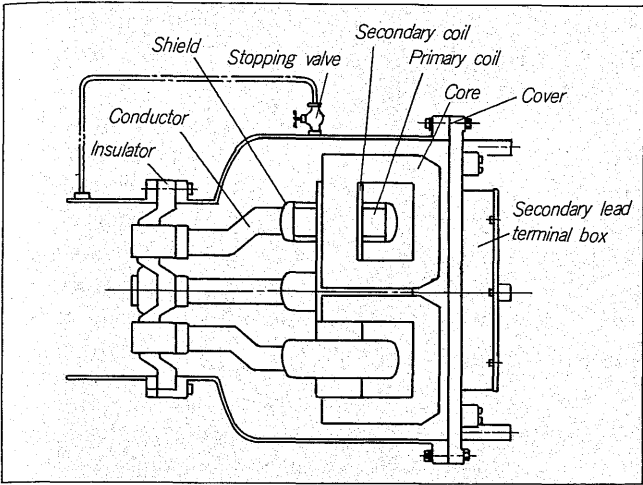 Shield
Secondary coil
Stopping valve
Primary coil
Core
Cover
Conductor
Insulator
Secondary lead
terminal box